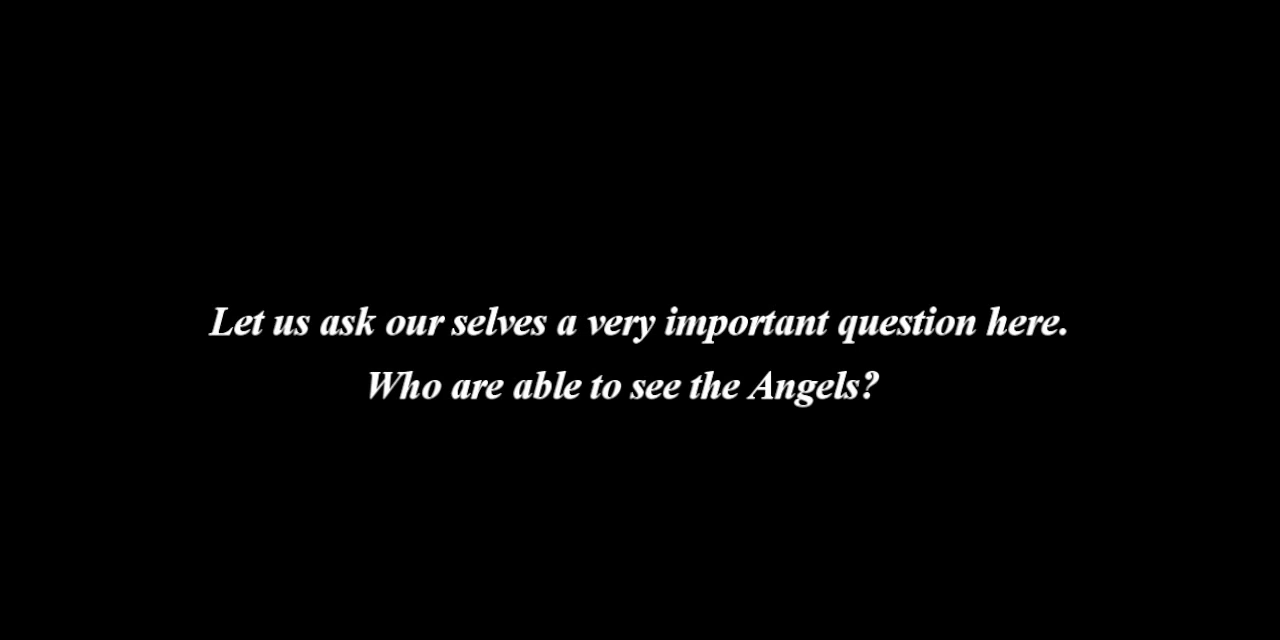 Let us ask our selves a very important question here.
Who are able to see the Angels?